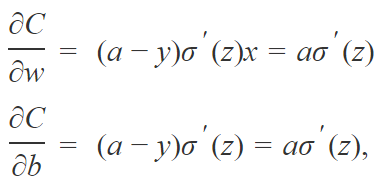 ∂C/∂w = (a − y)σ′(z)x = aσ′(z)
∂C/∂b = (a − y)σ′(z) = aσ′(z),